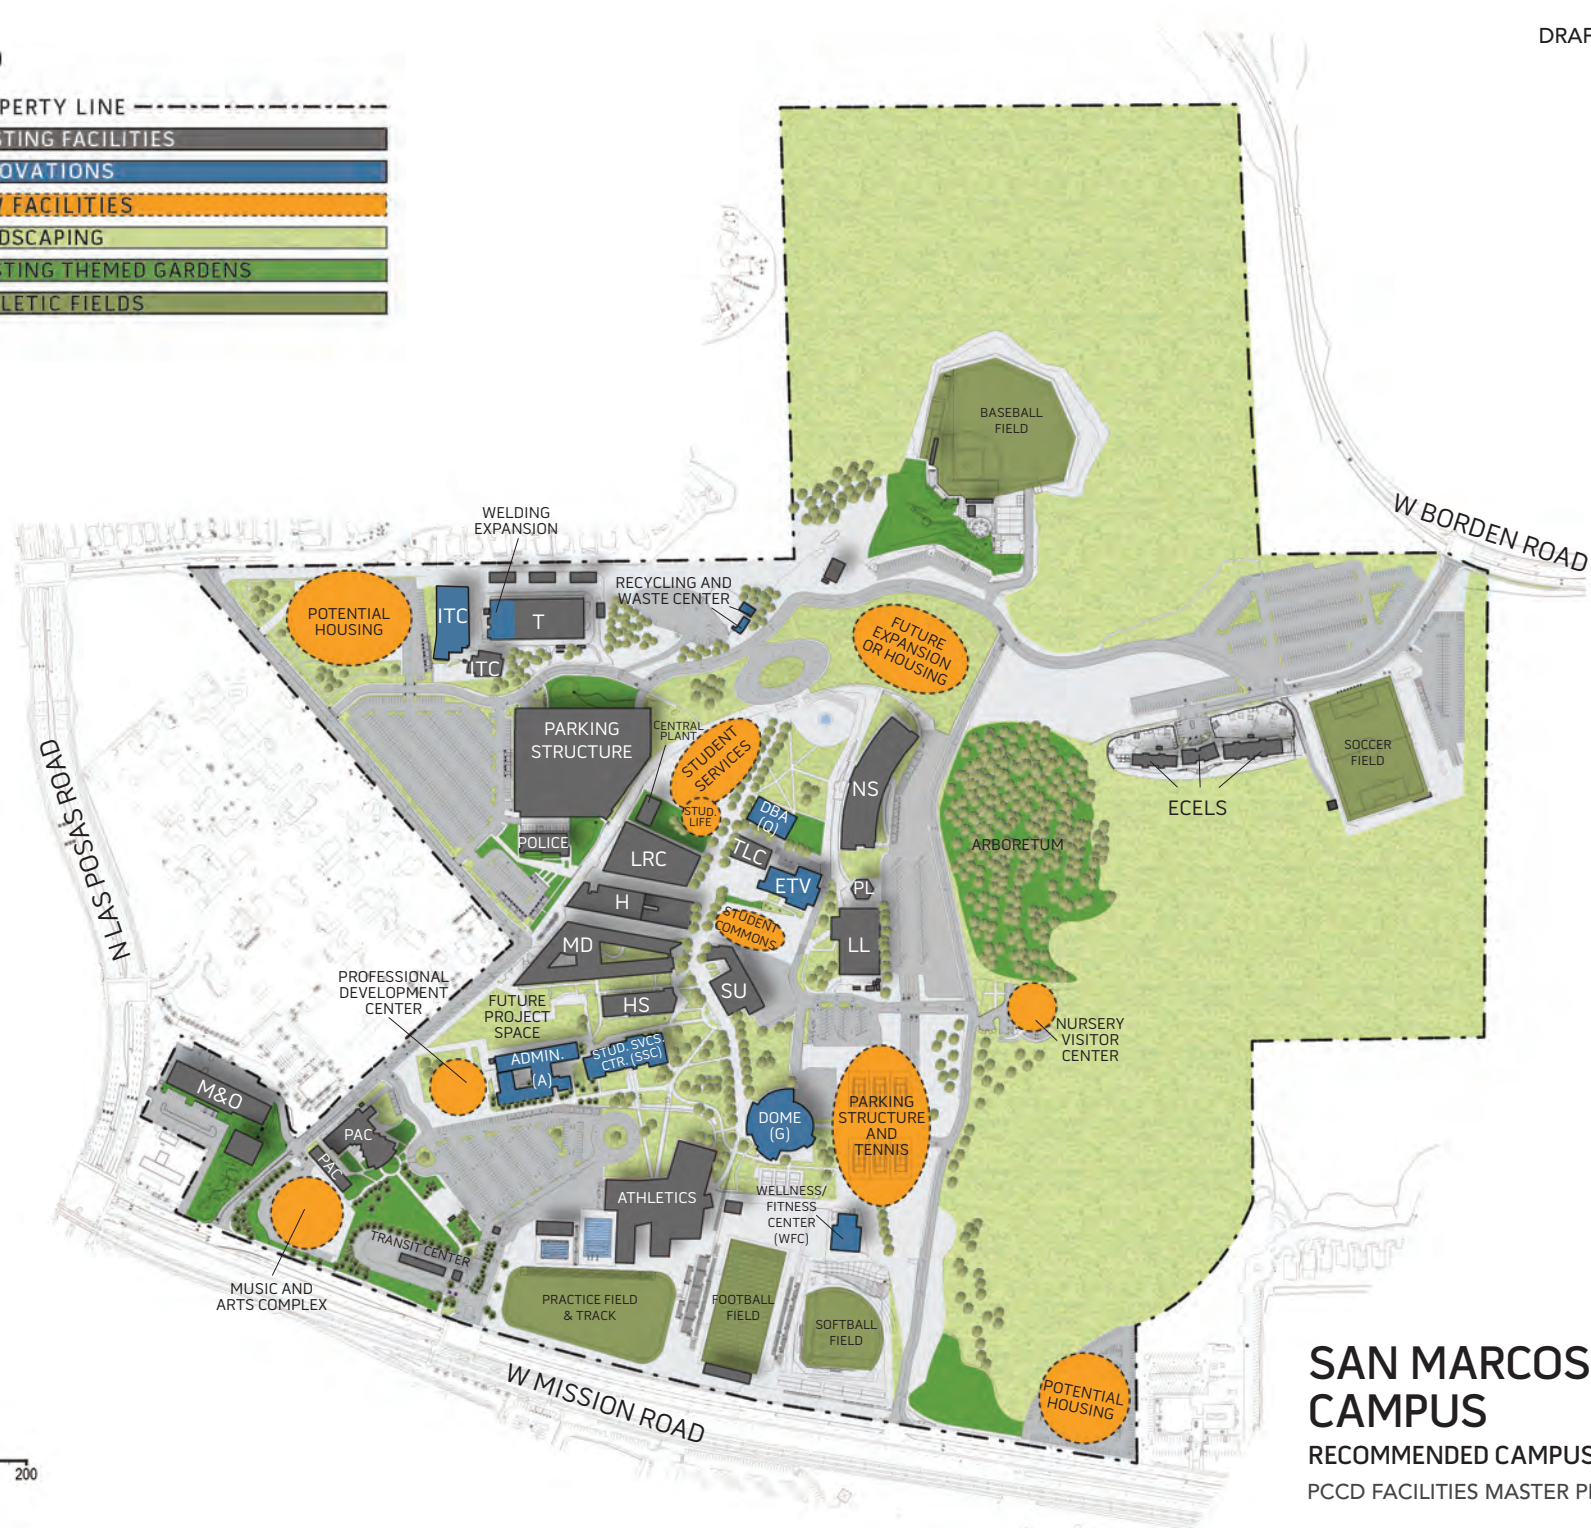 DRAF
PERTY LINE
STING FACILITIES
OVATIONS
FACILITIES
DSCAPING
STING THEMED GARDENS
LETIC FIELDS
BASEBALL
FIELD
W BORDEN ROAD
WELDING
EXPANSION
RECYCLING AND
WASTE CENTER
POTENTIAL
HOUSING
ITC
T
TC
FUTURE
EXPANSION
OR HOUSING
PARKING
STRUCTURE
CENTRAL
PLANT
STUDENT
SERVICES
STUD.
LIFE
DBA
(Q)
NS
SOCCER
FIELD
ECELS
N LAS POSAS ROAD
POLICE
LRC
TLC
ETV
ARBORETUM
PL
H
STUDENT
COMMONS
MD
LL
PROFESSIONAL
DEVELOPMENT
CENTER
FUTURE
PROJECT
SPACE
HS
SU
NURSERY
VISITOR
CENTER
ADMIN.
(A)
STUD. SVCS.
CTR. (SSC)
M&O
PAC
PAC
DOME
(G)
PARKING
STRUCTURE
AND
TENNIS
ATHLETICS
WELLNESS/
FITNESS
CENTER
(WFC)
TRANSIT CENTER
MUSIC AND
ARTS COMPLEX
PRACTICE FIELD
& TRACK
FOOTBALL
FIELD
SOFTBALL
FIELD
W MISSION ROAD
POTENTIAL
HOUSING
SAN MARCOS
CAMPUS
RECOMMENDED CAMPUS
PCCD FACILITIES MASTER
200